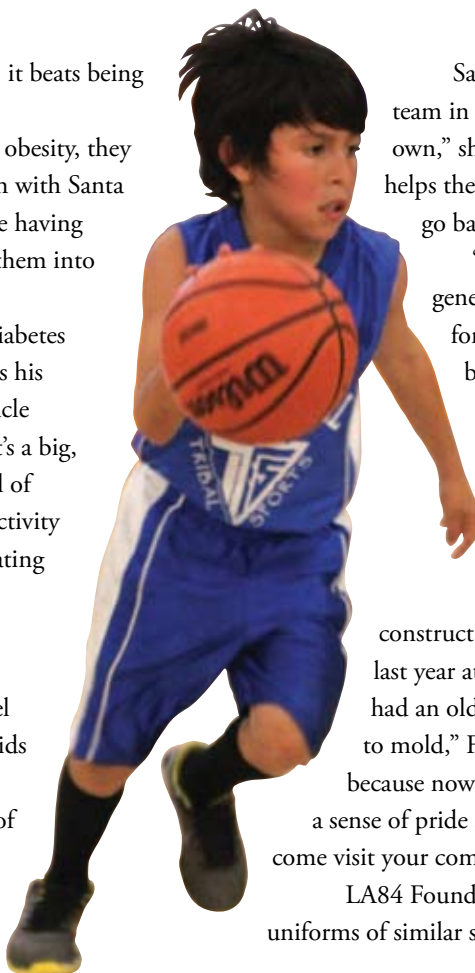 it beats being
obesity, they
n with Santa
e having
them into
iabetes
s his
cle
t's a big,
l of
ctivity
ating
el
ids
of
Wilson
TRIBAL SPORTS
Sa
team in
own,” sh
helps the
go ba
“
gene
for
b
construct
last year at
had an old
to mold,” F
because now
a sense of pride
come visit your com
LA84 Found
uniforms of similar s